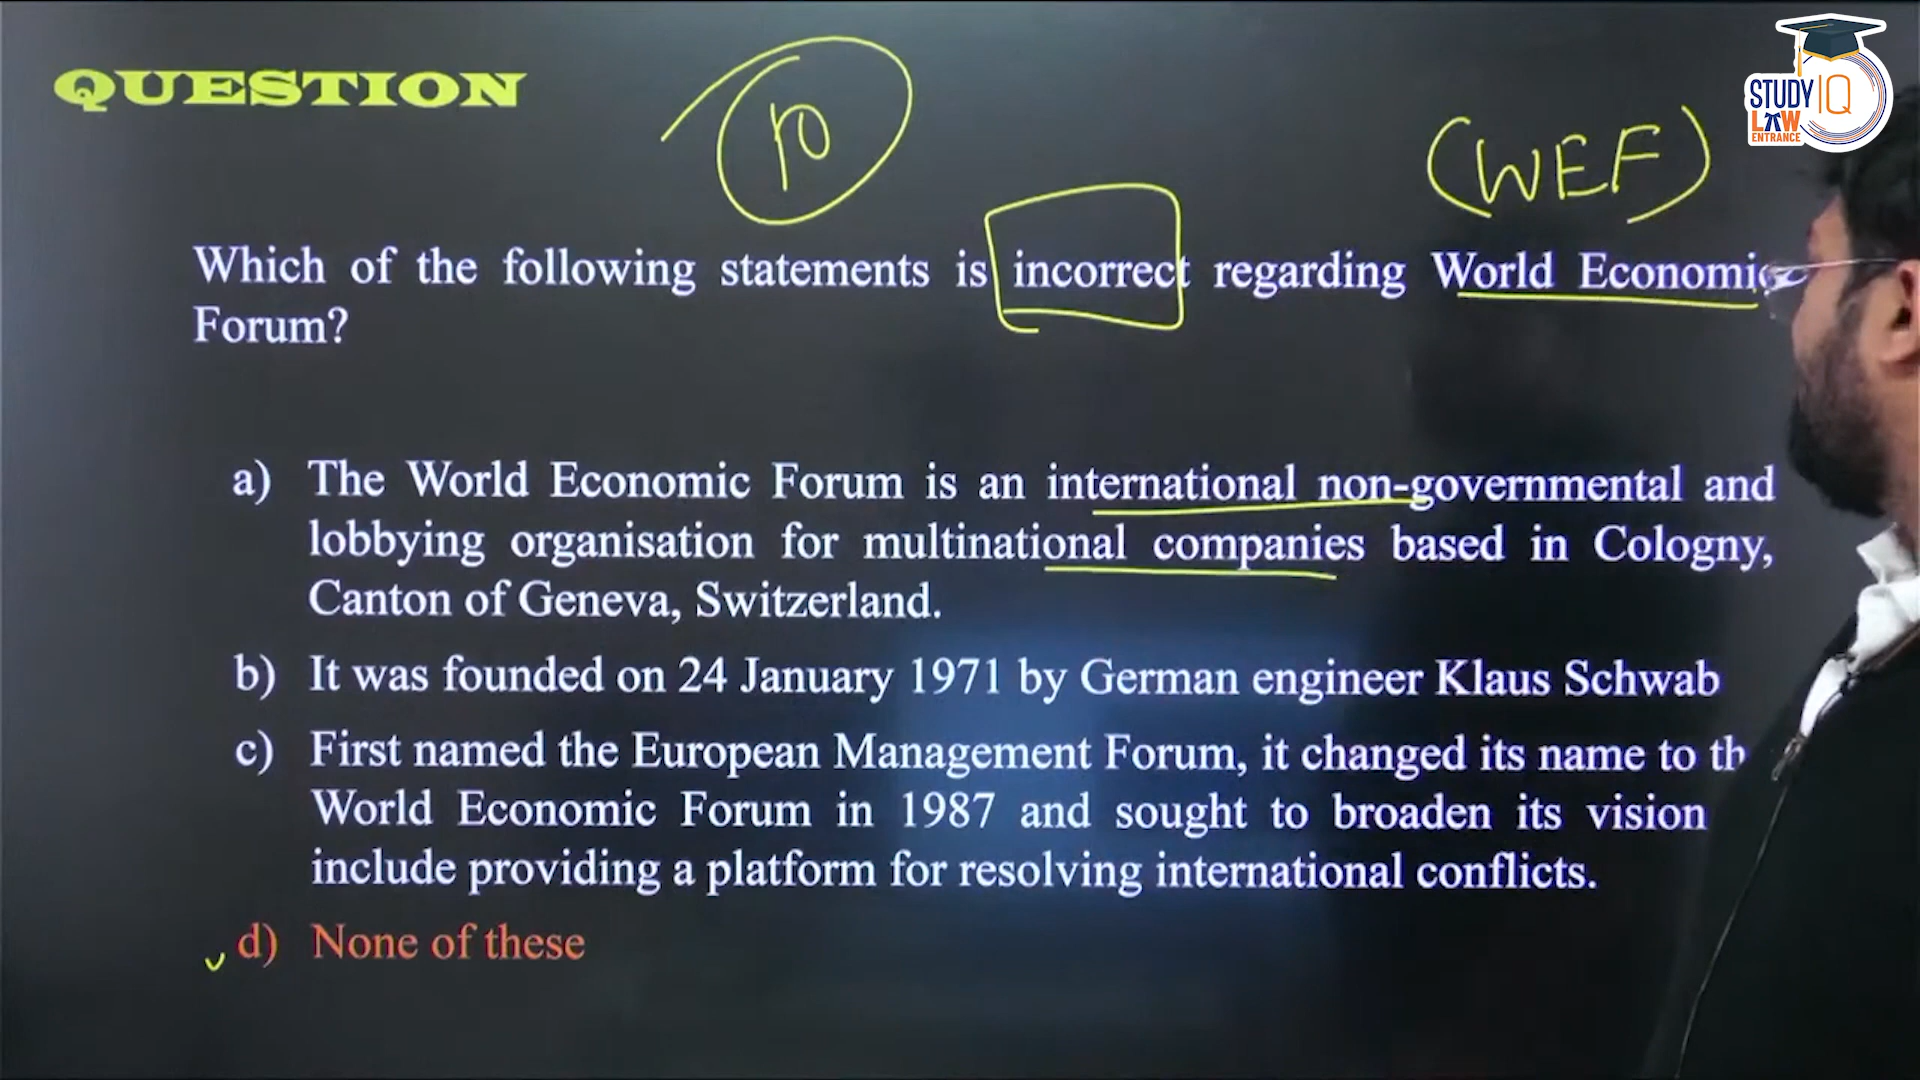 QUESTION
10
(WEF)
STUDY IQ
LAW
ENTRANCE
Which of the following statements is incorrect regarding World Economic
Forum?
a) The World Economic Forum is an international non-governmental and
lobbying organisation for multinational companies based in Cologny,
Canton of Geneva, Switzerland.
b) It was founded on 24 January 1971 by German engineer Klaus Schwab
c) First named the European Management Forum, it changed its name to th
World Economic Forum in 1987 and sought to broaden its vision
include providing a platform for resolving international conflicts.
d) None of these